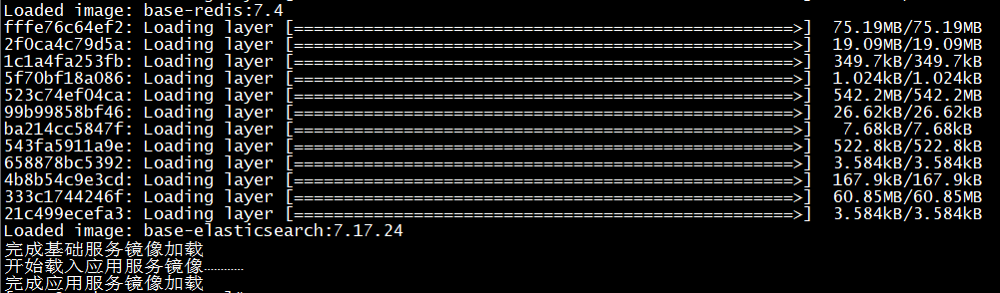 Loaded image: base-redis:7.4
fffe76c64ef2: Loading layer [==================================================>]  75.19MB/75.19MB
2f0ca4c79d5a: Loading layer [==================================================>]  19.09MB/19.09MB
1c1a4fa253fb: Loading layer [==================================================>]  349.7kB/349.7kB
5f70bf18a086: Loading layer [==================================================>]  1.024kB/1.024kB
523c74ef04ca: Loading layer [==================================================>]  542.2MB/542.2MB
99b99858bf46: Loading layer [==================================================>]  26.62kB/26.62kB
ba214cc5847f: Loading layer [==================================================>]   7.68kB/7.68kB
543fa5911a9e: Loading layer [==================================================>]  522.8kB/522.8kB
658878bc5392: Loading layer [==================================================>]  3.584kB/3.584kB
4b8b54c9e3cd: Loading layer [==================================================>]  167.9kB/167.9kB
333c1744246f: Loading layer [==================================================>]  60.85MB/60.85MB
21c499ecefa3: Loading layer [==================================================>]  3.584kB/3.584kB
Loaded image: base-elasticsearch:7.17.24
完成基础服务镜像加载
开始载入应用服务镜像…………
完成应用服务镜像加载